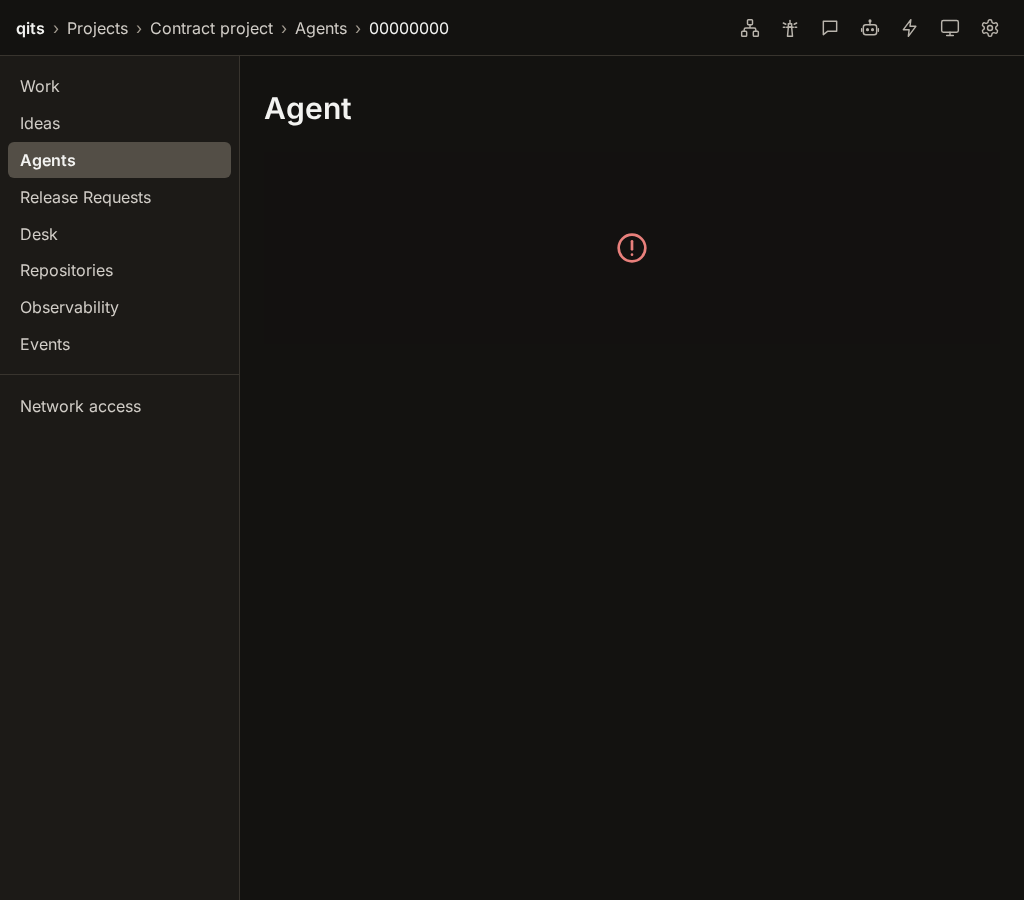 qits › Projects › Contract project › Agents › 00000000
Work
Ideas
Agents
Release Requests
Desk
Repositories
Observability
Events
Network access
Agent